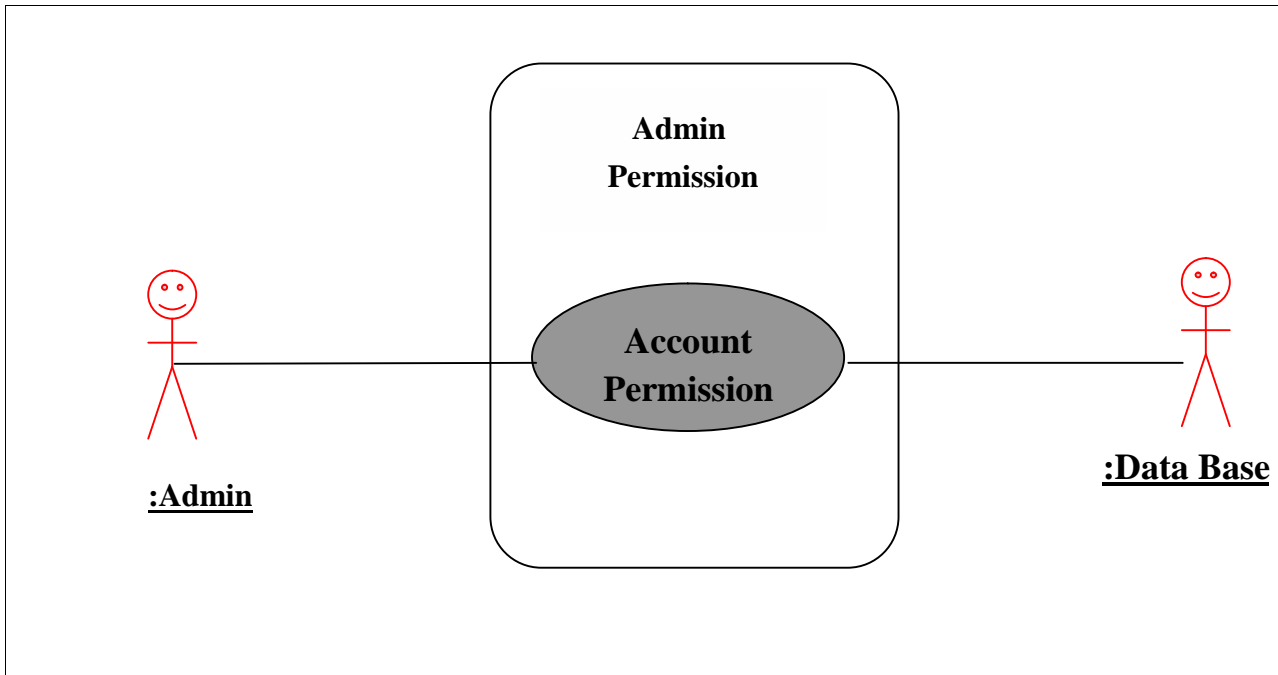 Admin
Permission
Account
Permission
:Admin
:Data Base